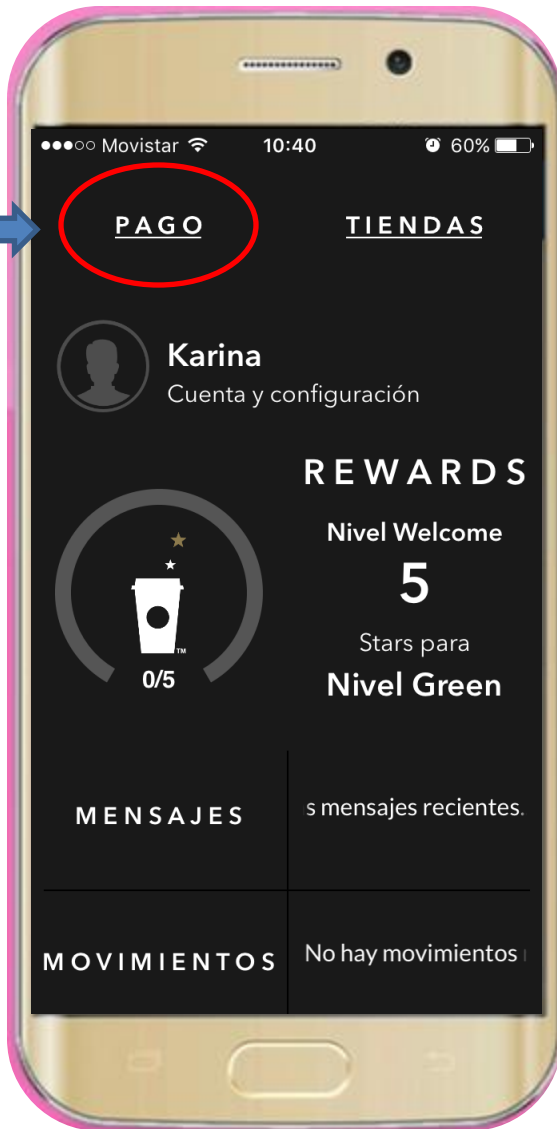 ●●●○○ Movistar 10:40 60%
PAGO TIENDAS
Karina
Cuenta y configuración
REWARDS
Nivel Welcome
5
Stars para
Nivel Green
TM
0/5
MENSAJES
s mensajes recientes.
MOVIMIENTOS
No hay movimientos